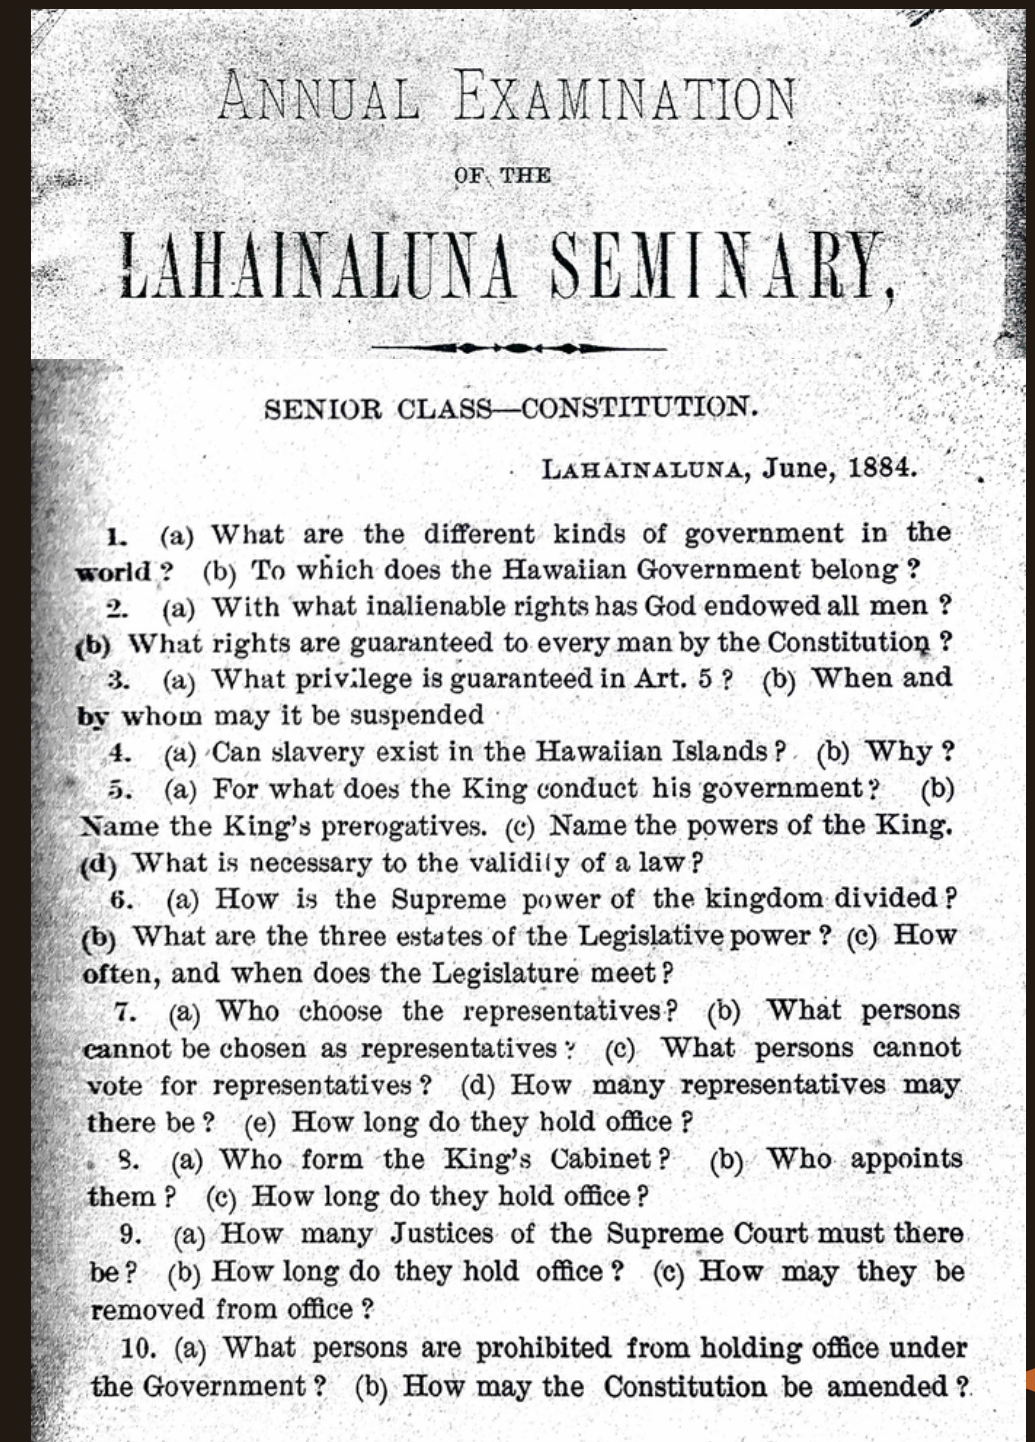 ANNUAL EXAMINATION
OF THE
LAHAINALUNA SEMINARY,
SENIOR CLASS—CONSTITUTION.
LAHAINALUNA, June, 1884.
1. (a) What are the different kinds of government in the
world? (b) To which does the Hawaiian Government belong?
2. (a) With what inalienable rights has God endowed all men?
(b) What rights are guaranteed to every man by the Constitution?
3. (a) What privilege is guaranteed in Art. 5? (b) When and
by whom may it be suspended
4. (a) Can slavery exist in the Hawaiian Islands? (b) Why?
5. (a) For what does the King conduct his government? (b)
Name the King's prerogatives. (c) Name the powers of the King.
(d) What is necessary to the validity of a law?
6. (a) How is the Supreme power of the kingdom divided?
(b) What are the three estates of the Legislative power? (c) How
often, and when does the Legislature meet?
7. (a) Who choose the representatives? (b) What persons
cannot be chosen as representatives? (c) What persons cannot
vote for representatives? (d) How many representatives may
there be? (e) How long do they hold office?
8. (a) Who form the King's Cabinet? (b) Who appoints
them? (c) How long do they hold office?
9. (a) How many Justices of the Supreme Court must there
be? (b) How long do they hold office? (c) How may they be
removed from office?
10. (a) What persons are prohibited from holding office under
the Government? (b) How may the Constitution be amended?